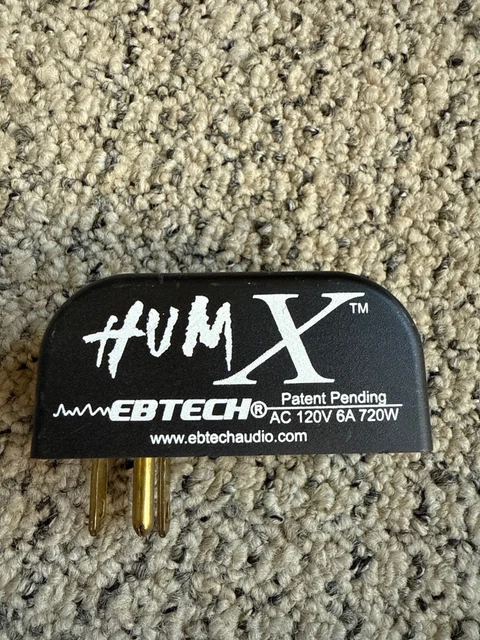 HUM X™
EBTECH® Patent Pending
AC 120V 6A 720W
www.ebtechaudio.com